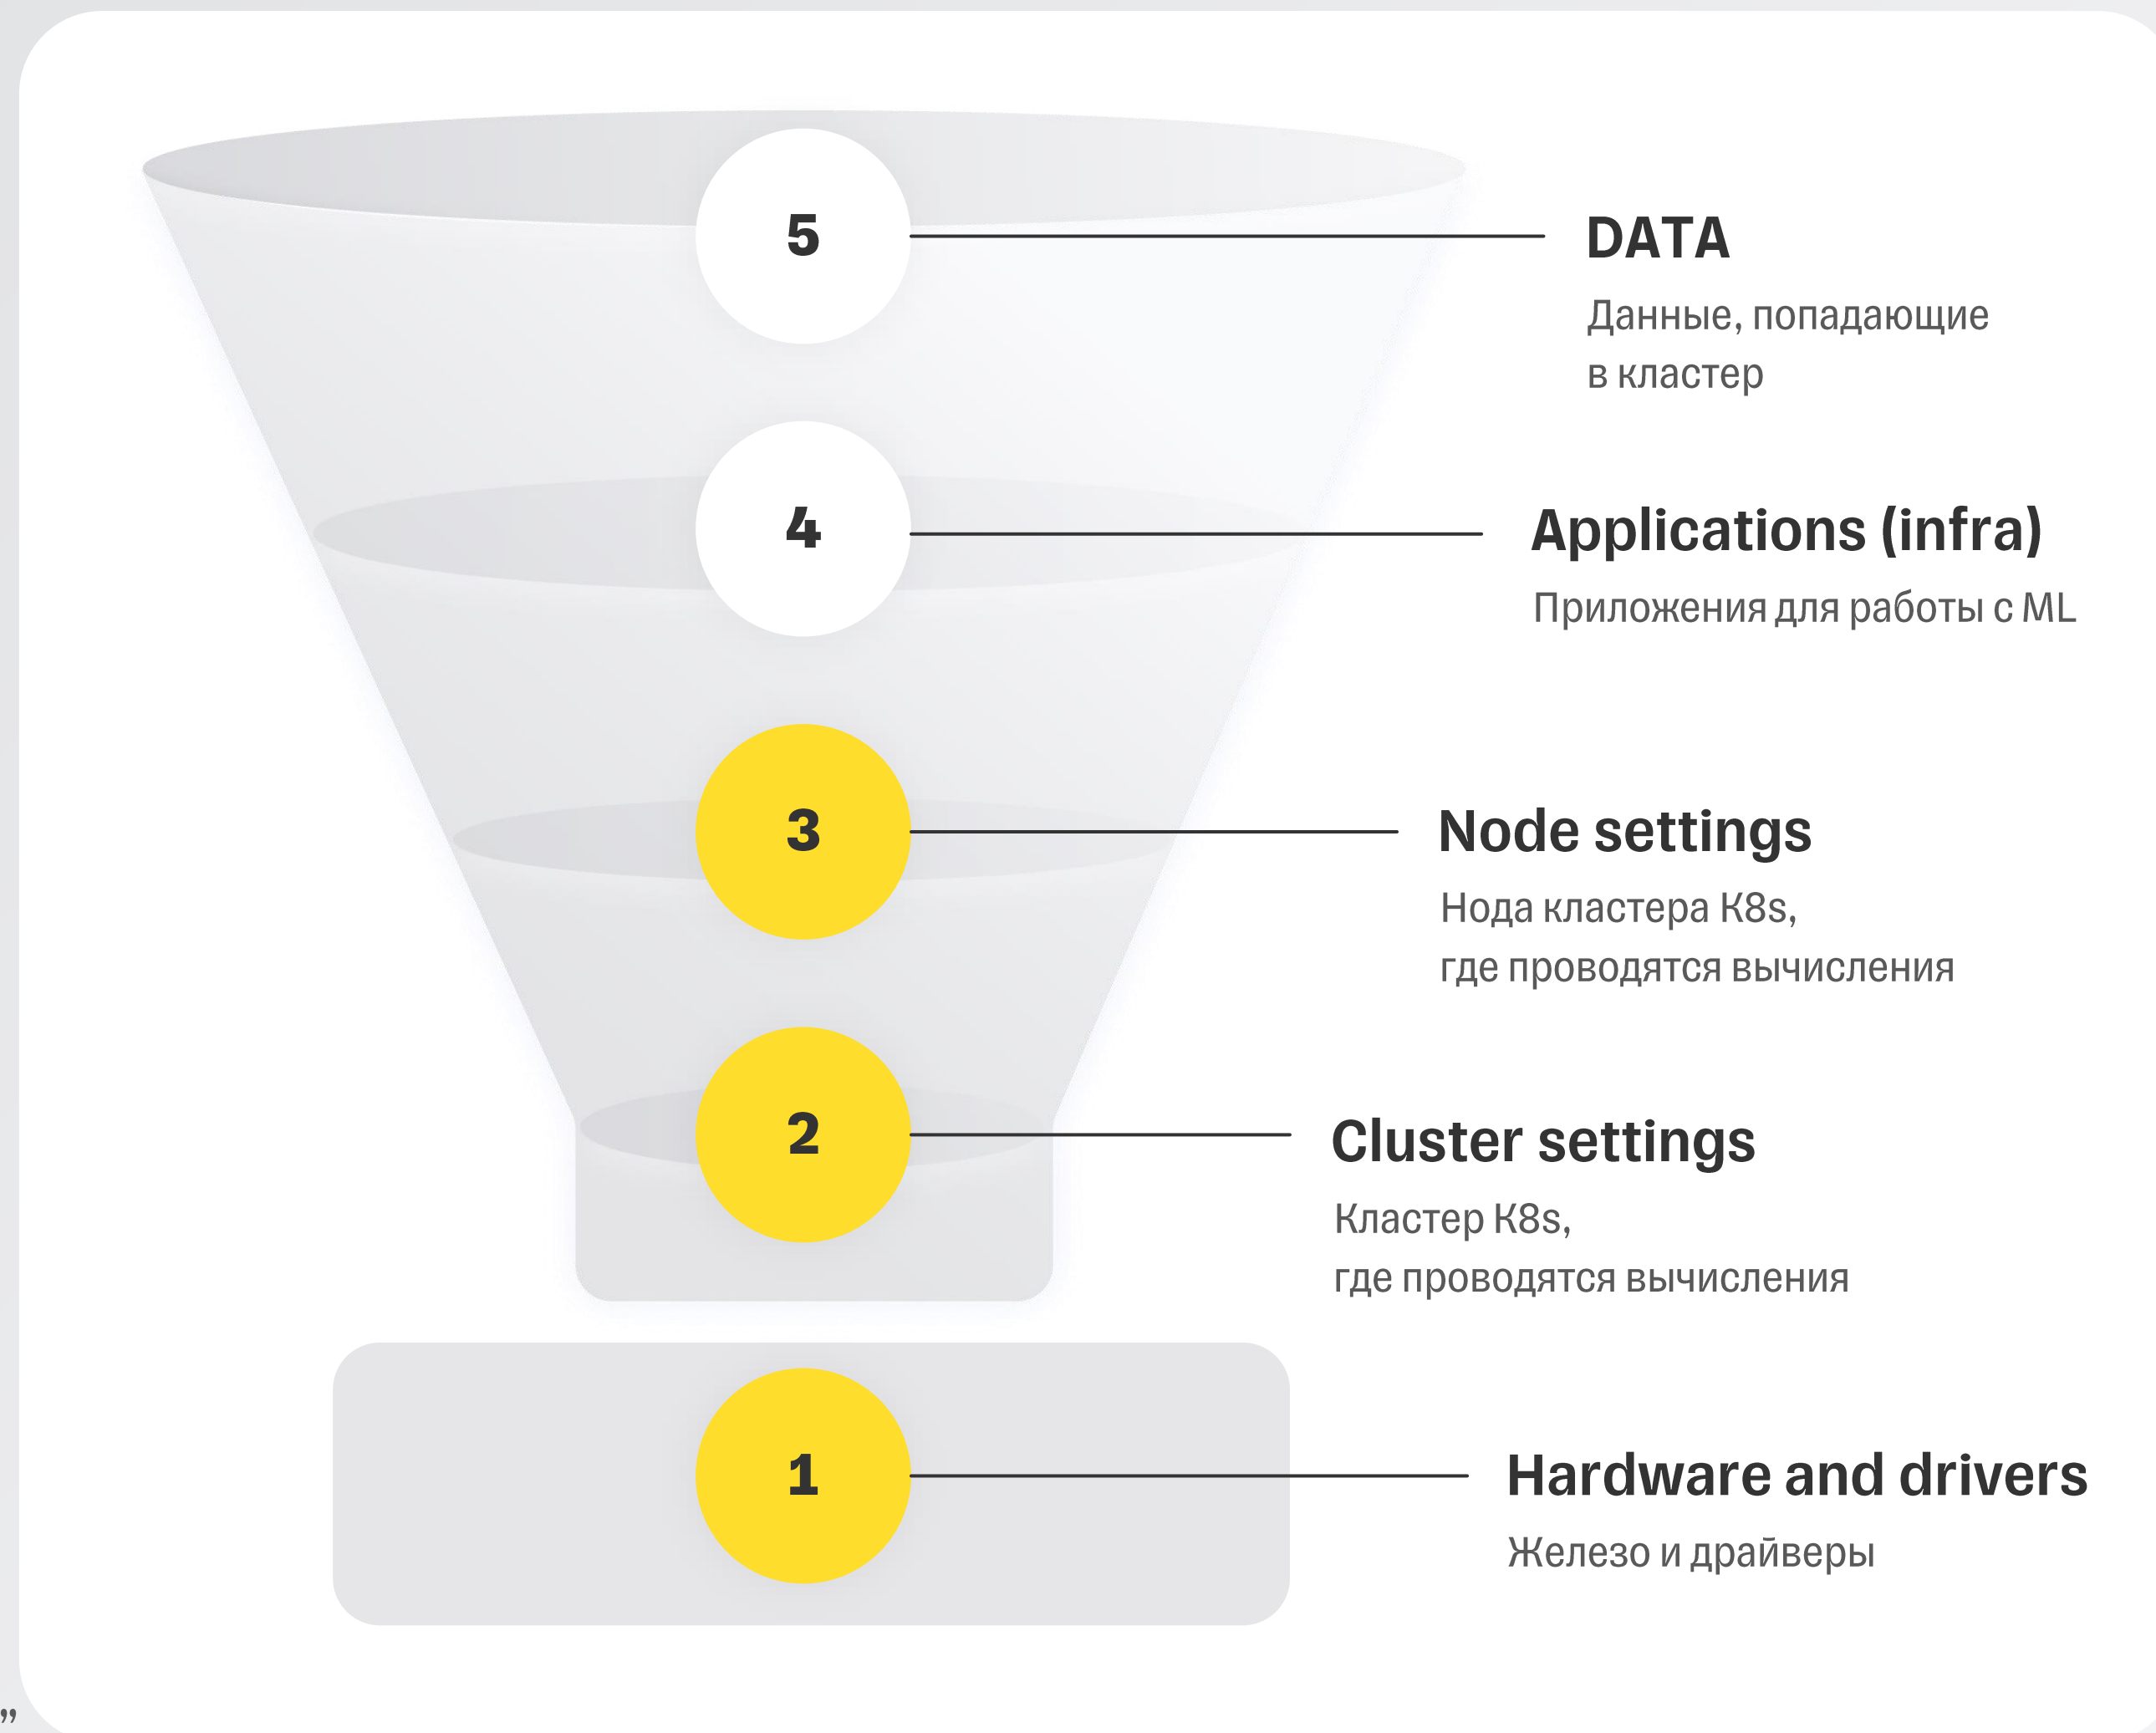 5
DATA
Данные, попадающие
в кластер
4
Applications (infra)
Приложения для работы с ML
3
Node settings
Нода кластера K8s,
где проводятся вычисления
2
Cluster settings
Кластер K8s,
где проводятся вычисления
1
Hardware and drivers
Железо и драйверы
”